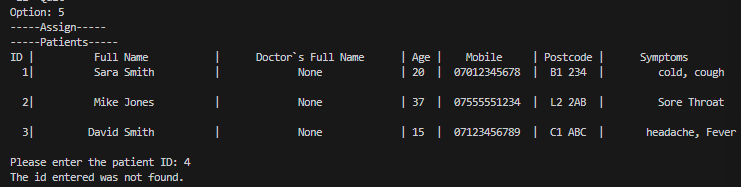 Option: 5
-----Assign-----
-----Patients-----
ID | Full Name | Doctor`s Full Name | Age | Mobile | Postcode | Symptoms
1| Sara Smith | None | 20 | 07012345678 | B1 234 | cold, cough
2| Mike Jones | None | 37 | 07555551234 | L2 2AB | Sore Throat
3| David Smith | None | 15 | 07123456789 | C1 ABC | headache, Fever
Please enter the patient ID: 4
The id entered was not found.